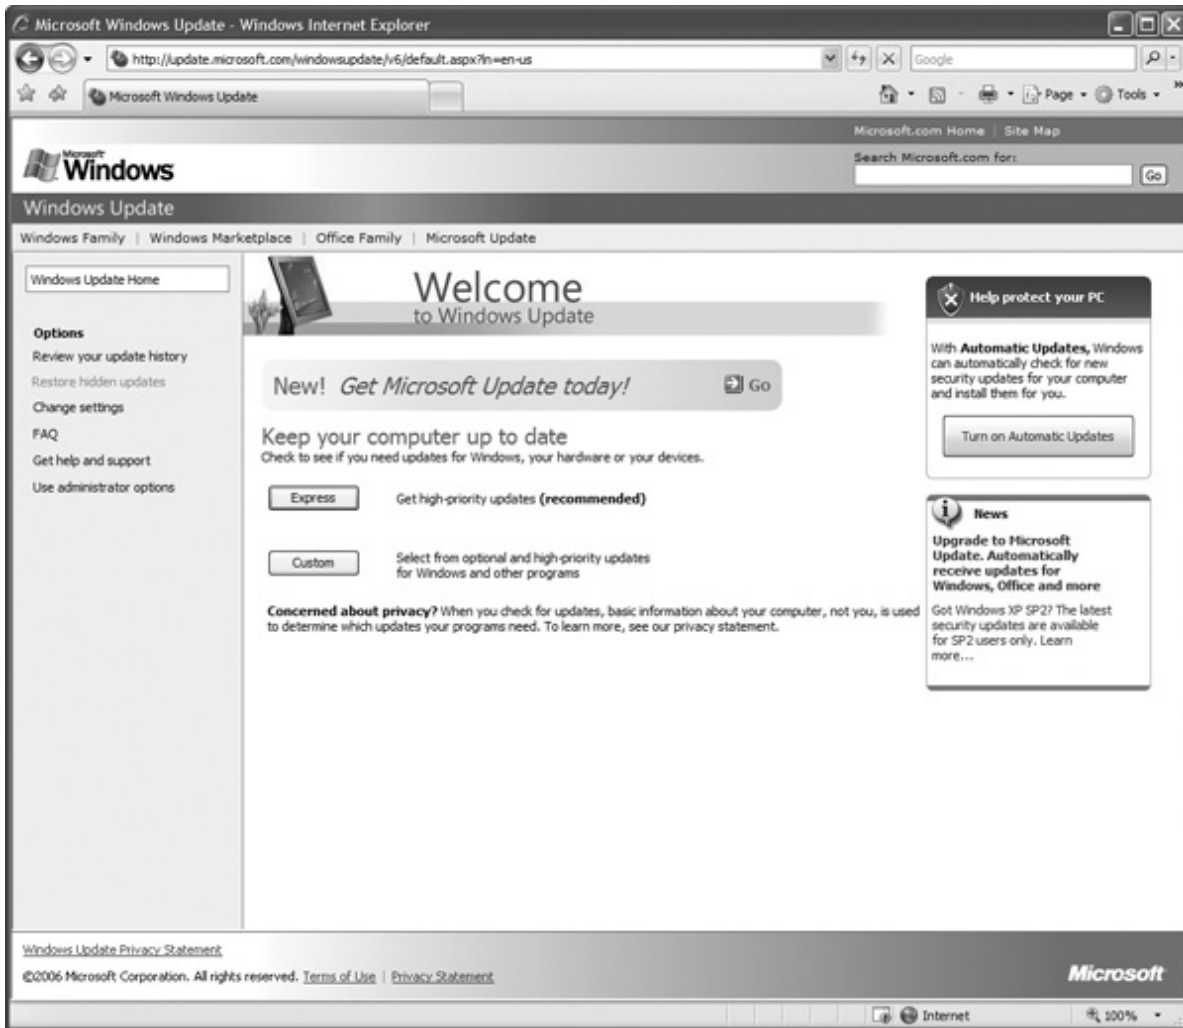 Microsoft Windows Update - Windows Internet Explorer
http://update.microsoft.com/windowsupdate/v6/default.aspx?ln=en-us
Google
Microsoft Windows Update
Page
Tools
Microsoft.com Home | Site Map
Microsoft
Windows
Search Microsoft.com for:
Go
Windows Update
Windows Family | Windows Marketplace | Office Family | Microsoft Update
Windows Update Home
Options
Review your update history
Restore hidden updates
Change settings
FAQ
Get help and support
Use administrator options
Welcome
to Windows Update
New! Get Microsoft Update today!
Go
Keep your computer up to date
Check to see if you need updates for Windows, your hardware or your devices.
Express
Get high-priority updates (recommended)
Custom
Select from optional and high-priority updates
for Windows and other programs
Concerned about privacy? When you check for updates, basic information about your computer, not you, is used
to determine which updates your programs need. To learn more, see our privacy statement.
Help protect your PC
With Automatic Updates, Windows
can automatically check for new
security updates for your computer
and install them for you.
Turn on Automatic Updates
News
Upgrade to Microsoft
Update. Automatically
receive updates for
Windows, Office and more
Got Windows XP SP2? The latest
security updates are available
for SP2 users only. Learn
more...
Windows Update Privacy Statement
©2006 Microsoft Corporation. All rights reserved. Terms of Use | Privacy Statement
Microsoft
Internet
100%